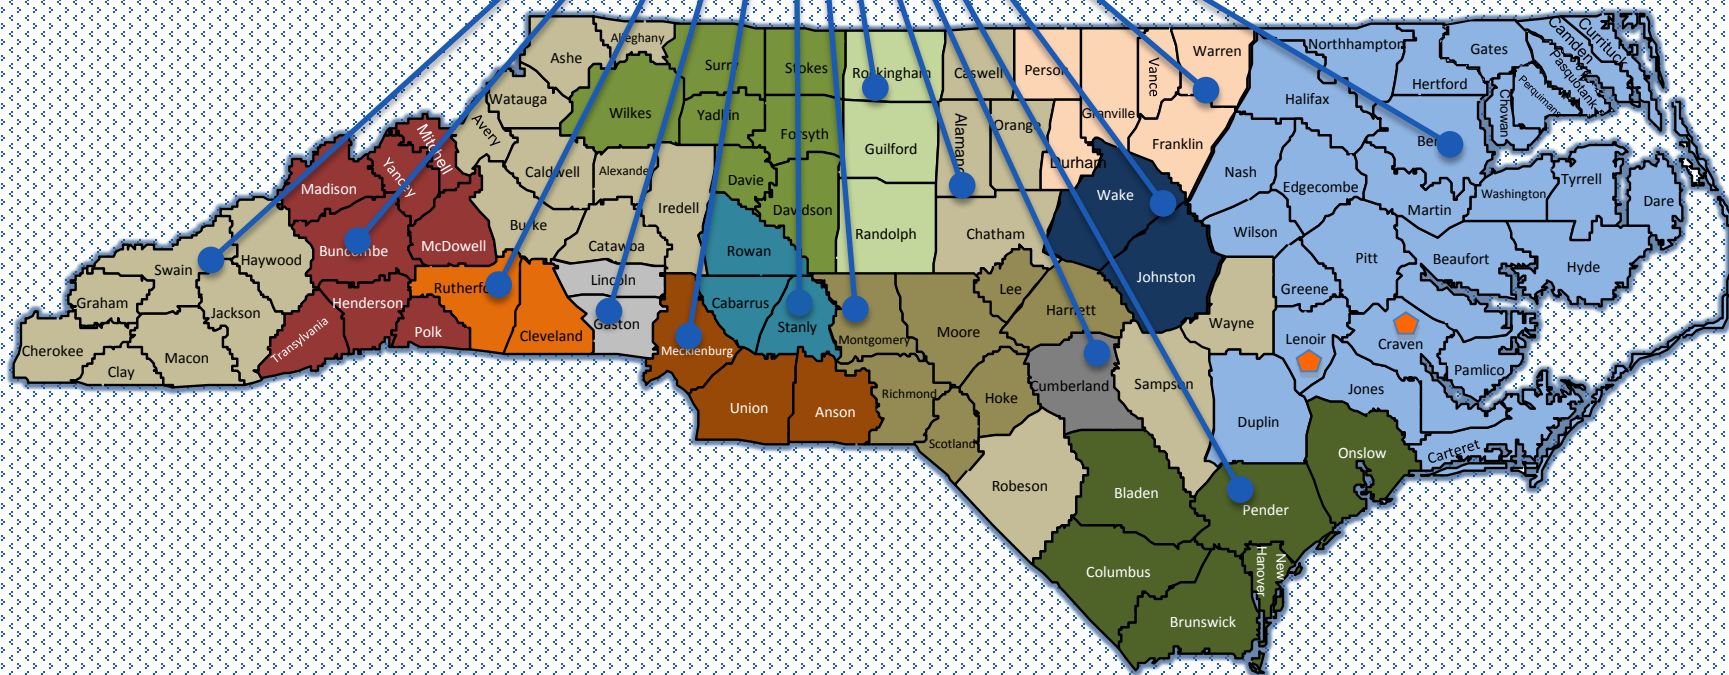 Alleghany
Ashe
Surry
Stokes
Rockingham
Caswell
Person
Vance
Warren
Northhampton
Gates
Camden
Currituck
Pasquotank
Perquimans
Hertford
Chowan
Halifax
Watauga
Wilkes
Yadkin
Forsyth
Guilford
Alamance
Orange
Granville
Durham
Franklin
Avery
Mitchell
Yancey
Madison
Caldwell
Alexander
Davie
Davidson
Iredell
Wake
Nash
Edgecombe
Martin
Washington
Tyrrell
Dare
Ber
Burke
McDowell
Buncombe
Haywood
Swain
Catawba
Rowan
Randolph
Chatham
Wilson
Pitt
Beaufort
Hyde
Johnston
Greene
Graham
Jackson
Henderson
Rutherfo
Lincoln
Cabarrus
Stanly
Lee
Harnett
Moore
Montgomery
Wayne
Lenoir
Craven
Pamlico
Cherokee
Clay
Macon
Transylvania
Polk
Cleveland
Gaston
Mecklenburg
Union
Anson
Richmond
Hoke
Scotland
Cumberland
Sampson
Duplin
Jones
Carteret
Onslow
Robeson
Bladen
Pender
Columbus
Brunswick
New
Hanover